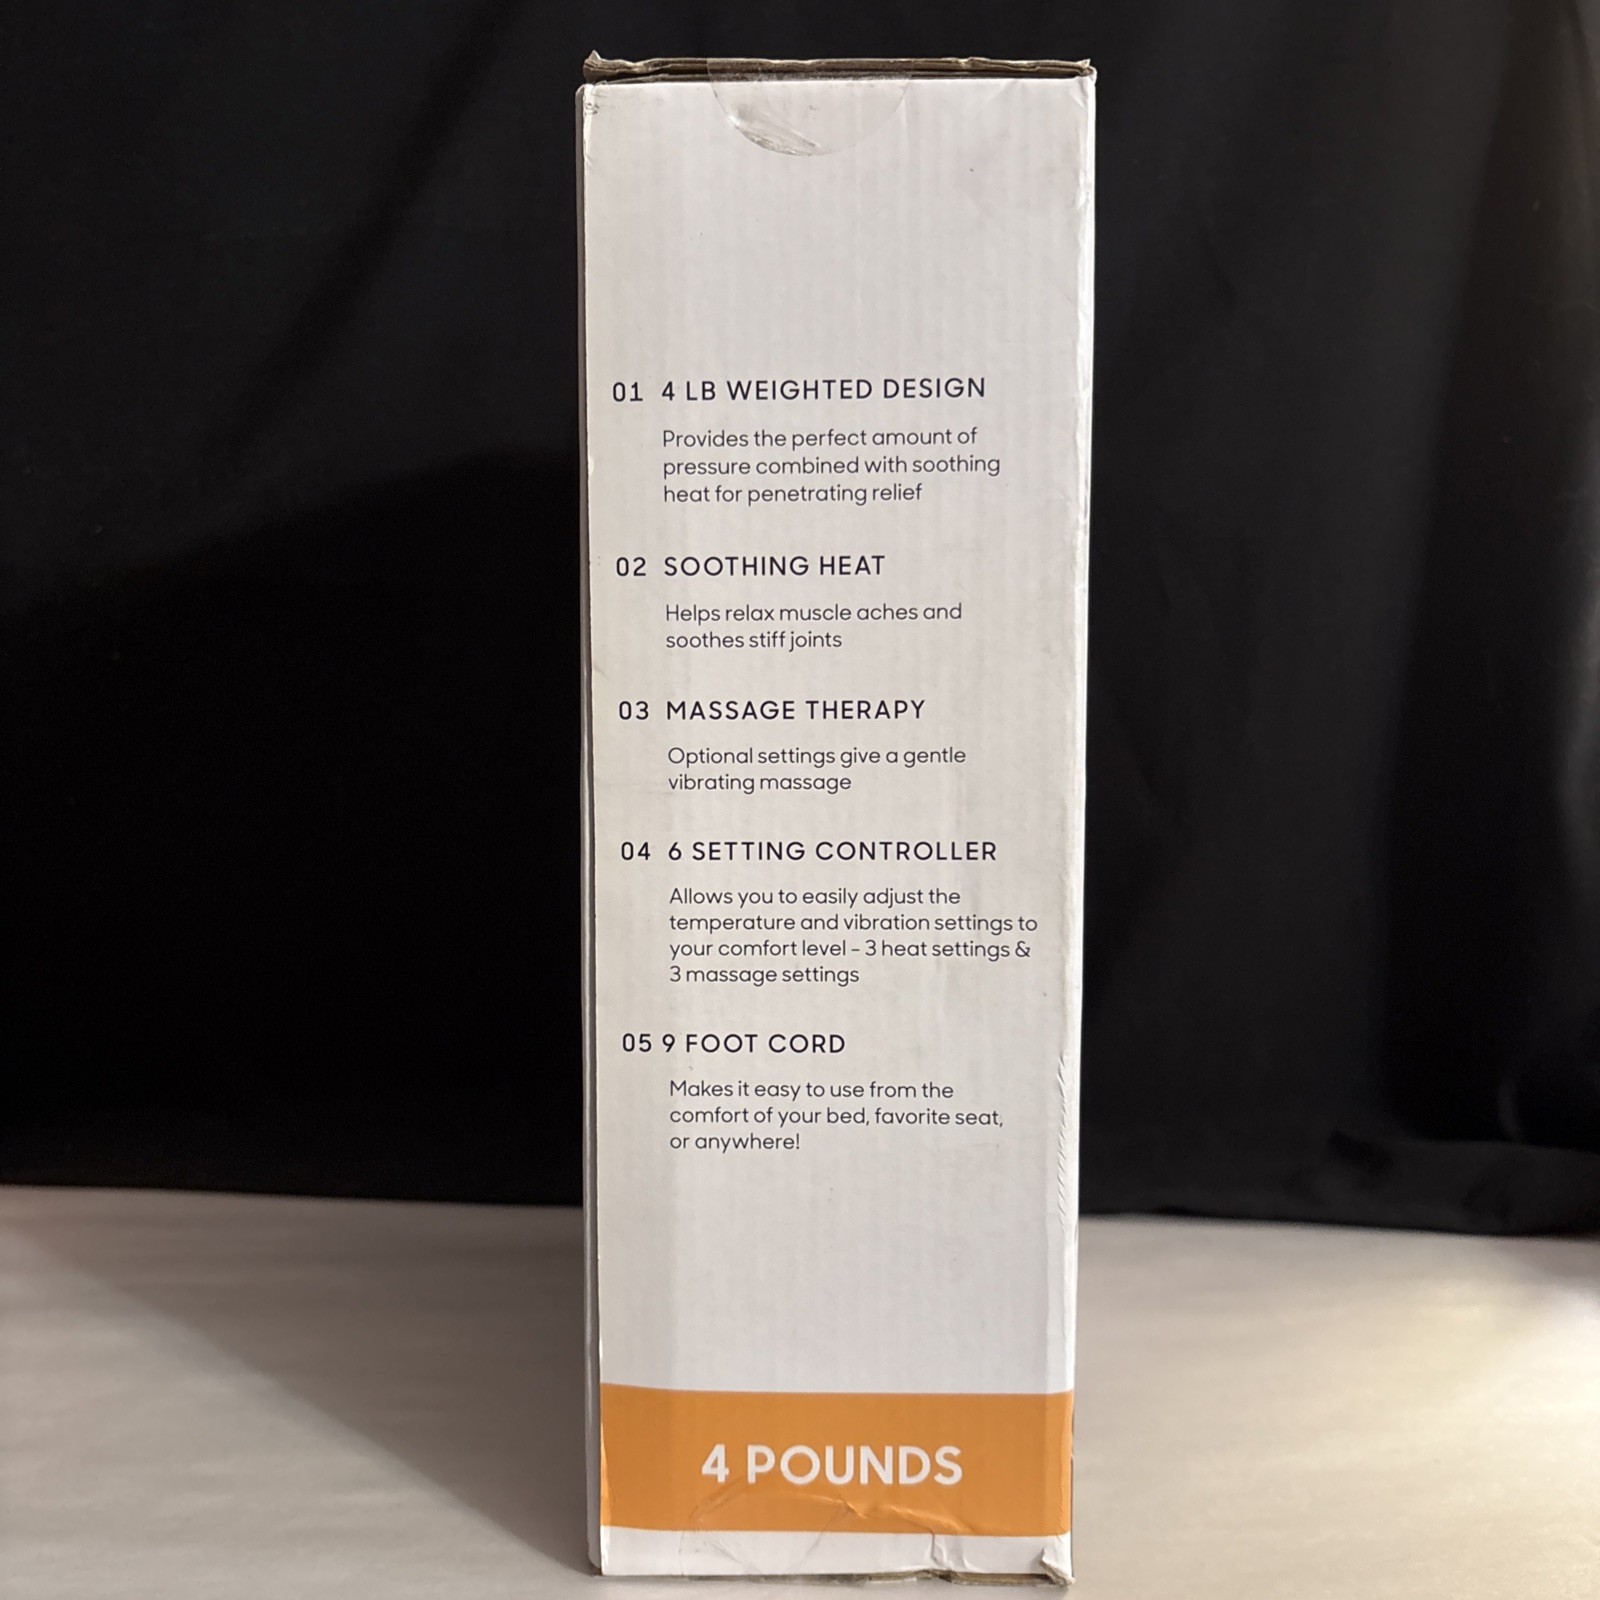 01 4 LB WEIGHTED DESIGN
Provides the perfect amount of
pressure combined with soothing
heat for penetrating relief
02 SOOTHING HEAT
Helps relax muscle aches and
soothes stiff joints
03 MASSAGE THERAPY
Optional settings give a gentle
vibrating massage
04 6 SETTING CONTROLLER
Allows you to easily adjust the
temperature and vibration settings to
your comfort level - 3 heat settings &
3 massage settings
05 9 FOOT CORD
Makes it easy to use from the
comfort of your bed, favorite seat,
or anywhere!
4 POUNDS